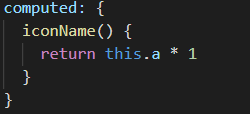 computed: {
  iconName() {
    return this.a * 1
  }
}